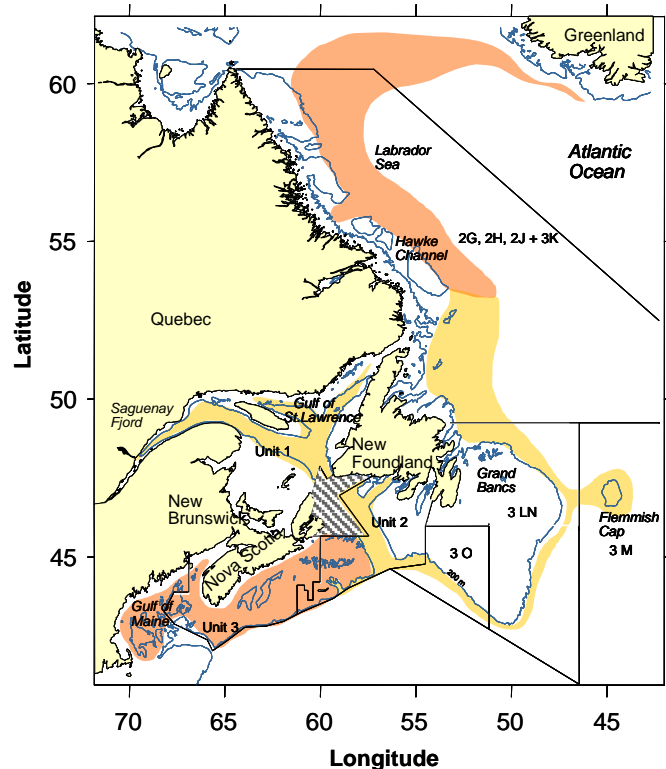 Greenland
60
Labrador
Sea
Atlantic
Ocean
55
Hawke
Channel
2G, 2H, 2J + 3K
Latitude
Quebec
50
Saguenay
Fjord
Gulf of
St.Lawrence
Unit 1
New
Foundland
Grand
Bancs
New
Brunswick
Unit 2
3 LN
Flemmish
Cap
3 M
45
Nova Scotia
3 O
200 m
Gulf of
Maine
Unit 3
70
65
60
55
50
45
Longitude